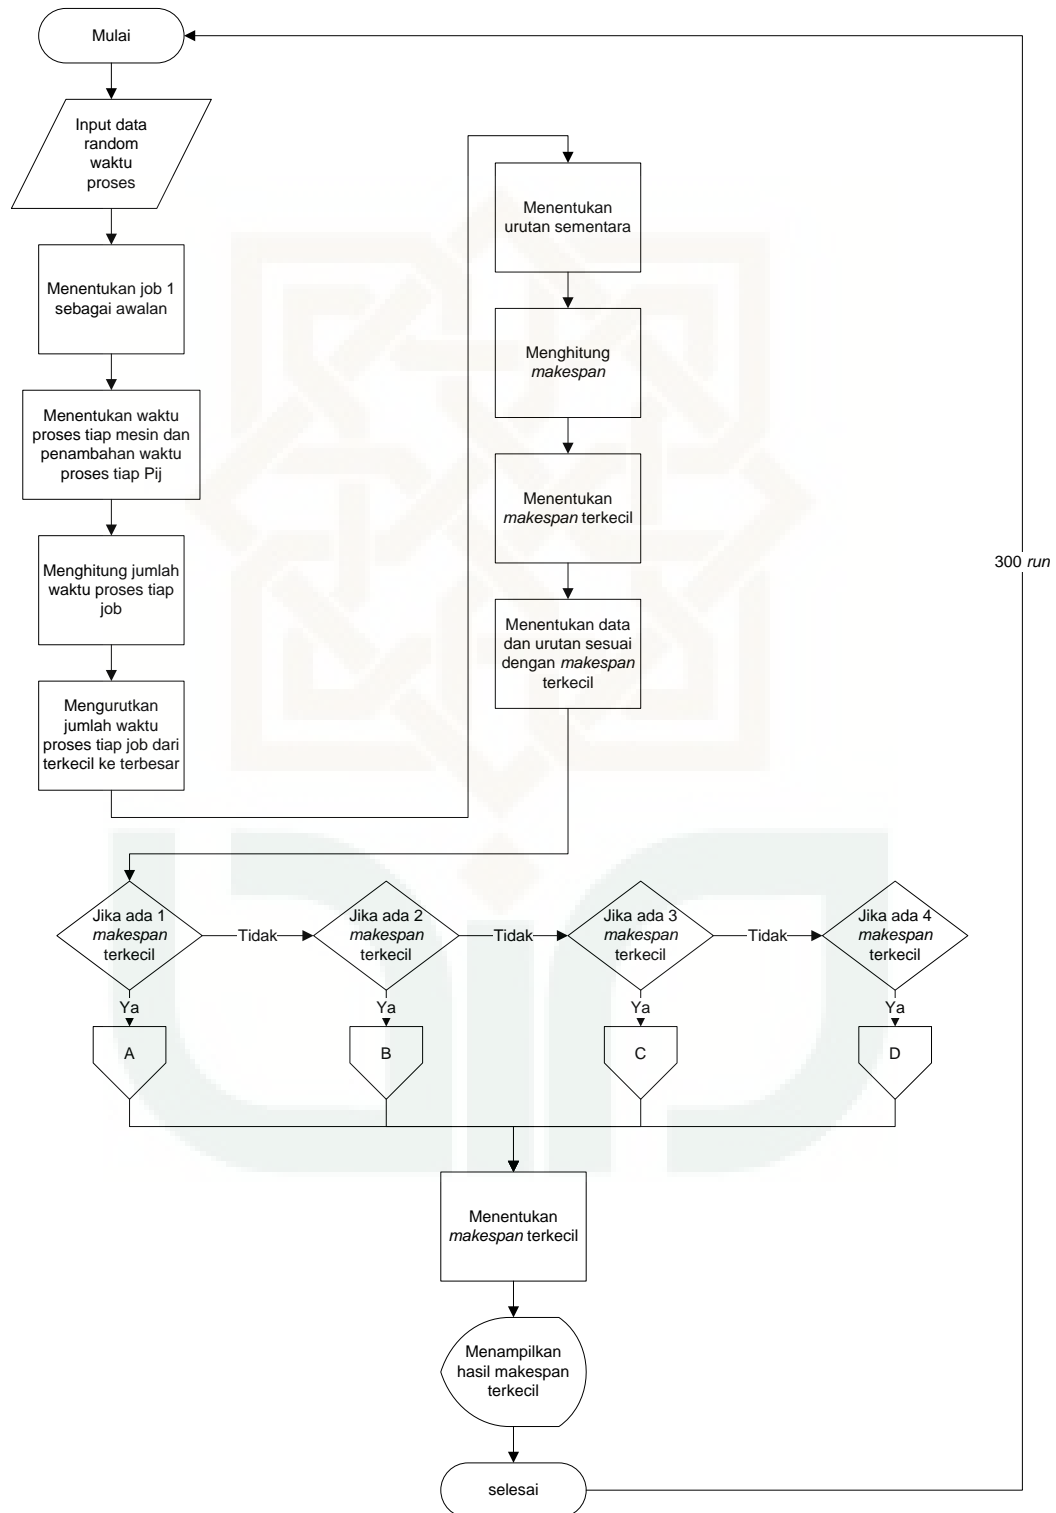 Mulai
Input data
random
waktu
proses
Menentukan job 1
sebagai awalan
Menentukan waktu
proses tiap mesin dan
penambahan waktu
proses tiap Pij
Menghitung jumlah
waktu proses tiap
job
Mengurutkan
jumlah waktu
proses tiap job dari
terkecil ke terbesar
Menentukan
urutan sementara
Menghitung
makespan
Menentukan
makespan terkecil
Menentukan data
dan urutan sesuai
dengan makespan
terkecil
300 run
Jika ada 1
makespan
terkecil
Tidak
Jika ada 2
makespan
terkecil
Tidak
Jika ada 3
makespan
terkecil
Tidak
Jika ada 4
makespan
terkecil
Ya
Ya
Ya
Ya
A
B
C
D
Menentukan
makespan terkecil
Menampilkan
hasil makespan
terkecil
selesai